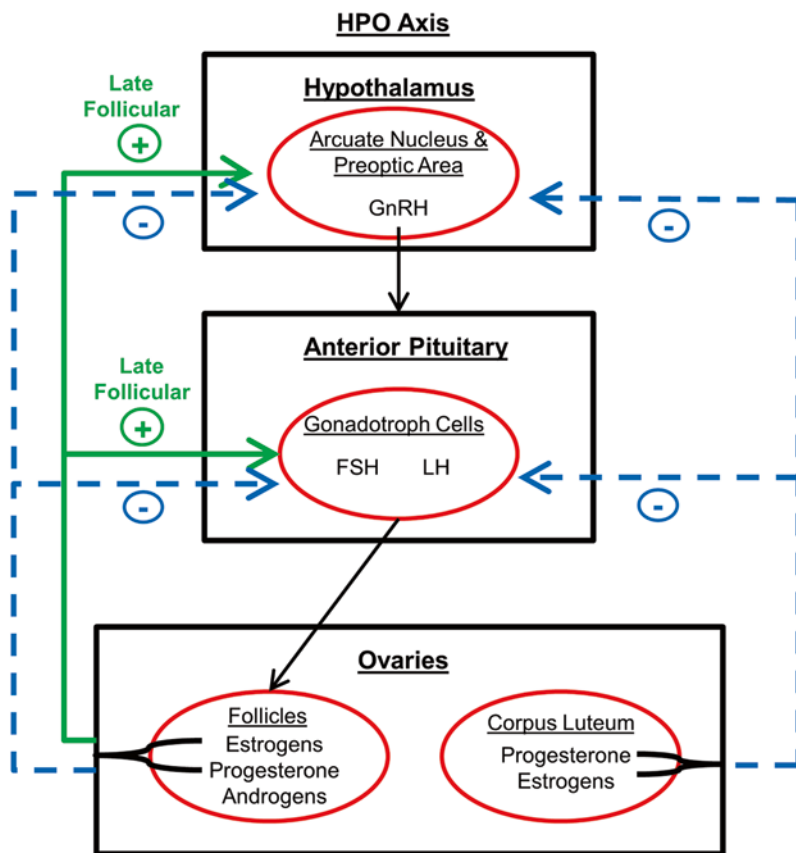 HPO Axis
Hypothalamus
Late
Follicular
+
Arcuate Nucleus &
Preoptic Area
GnRH
-
-
Anterior Pituitary
Late
Follicular
+
Gonadotroph Cells
FSH LH
-
-
Ovaries
Follicles
Estrogens
Progesterone
Androgens
Corpus Luteum
Progesterone
Estrogens